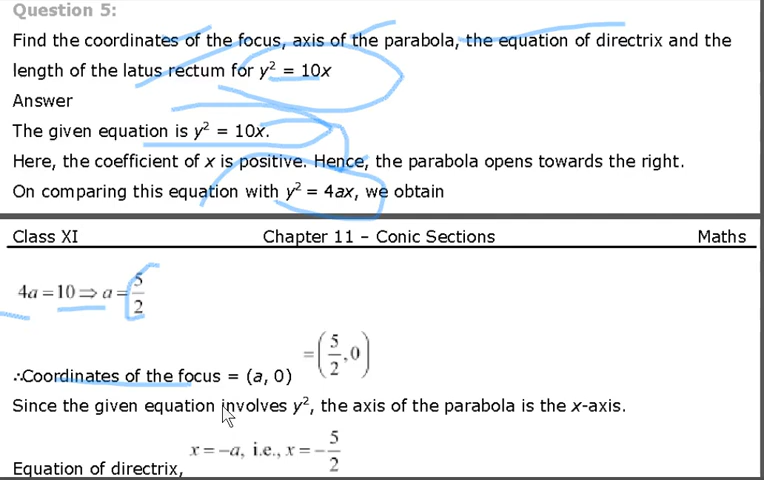 Question 5:
Find the coordinates of the focus, axis of the parabola, the equation of directrix and the
length of the latus rectum for y² = 10x
Answer
The given equation is y² = 10x.
Here, the coefficient of x is positive. Hence, the parabola opens towards the right.
On comparing this equation with y² = 4ax, we obtain
Class XI Chapter 11 – Conic Sections Maths
4a = 10 ⇒ a = 5/2
∴Coordinates of the focus = (a, 0) = (5/2, 0)
Since the given equation involves y², the axis of the parabola is the x-axis.
Equation of directrix, x = –a, i.e., x = – 5/2